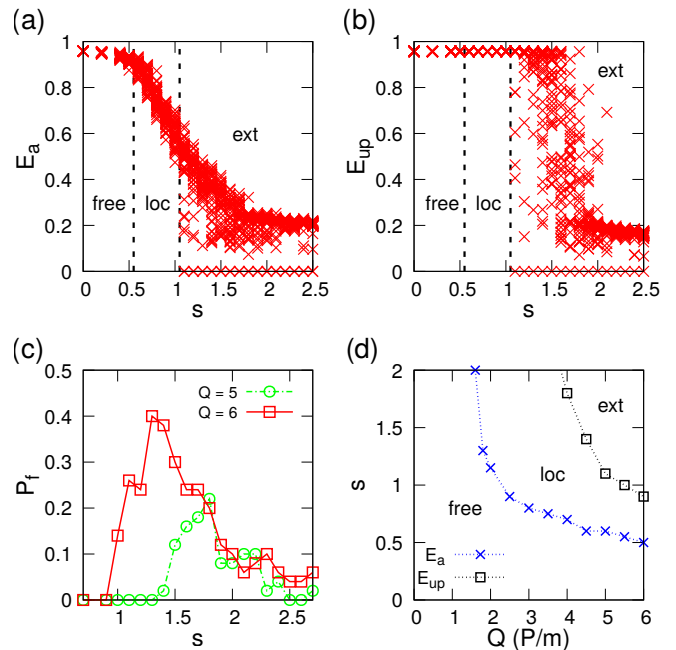 (a)
1
0.8
0.6
0.4
0.2
0
E_a
free
loc
ext
0 0.5 1 1.5 2 2.5
s
(b)
1
0.8
0.6
0.4
0.2
0
E_up
free
loc
ext
0 0.5 1 1.5 2 2.5
s
(c)
0.5
0.4
0.3
0.2
0.1
0
P_f
Q = 5
Q = 6
1.0 1.5 2 2.5
s
(d)
2
1.5
1
0.5
0
s
ext
loc
free
E_a
E_up
0 1 2 3 4 5 6
Q (P/m)